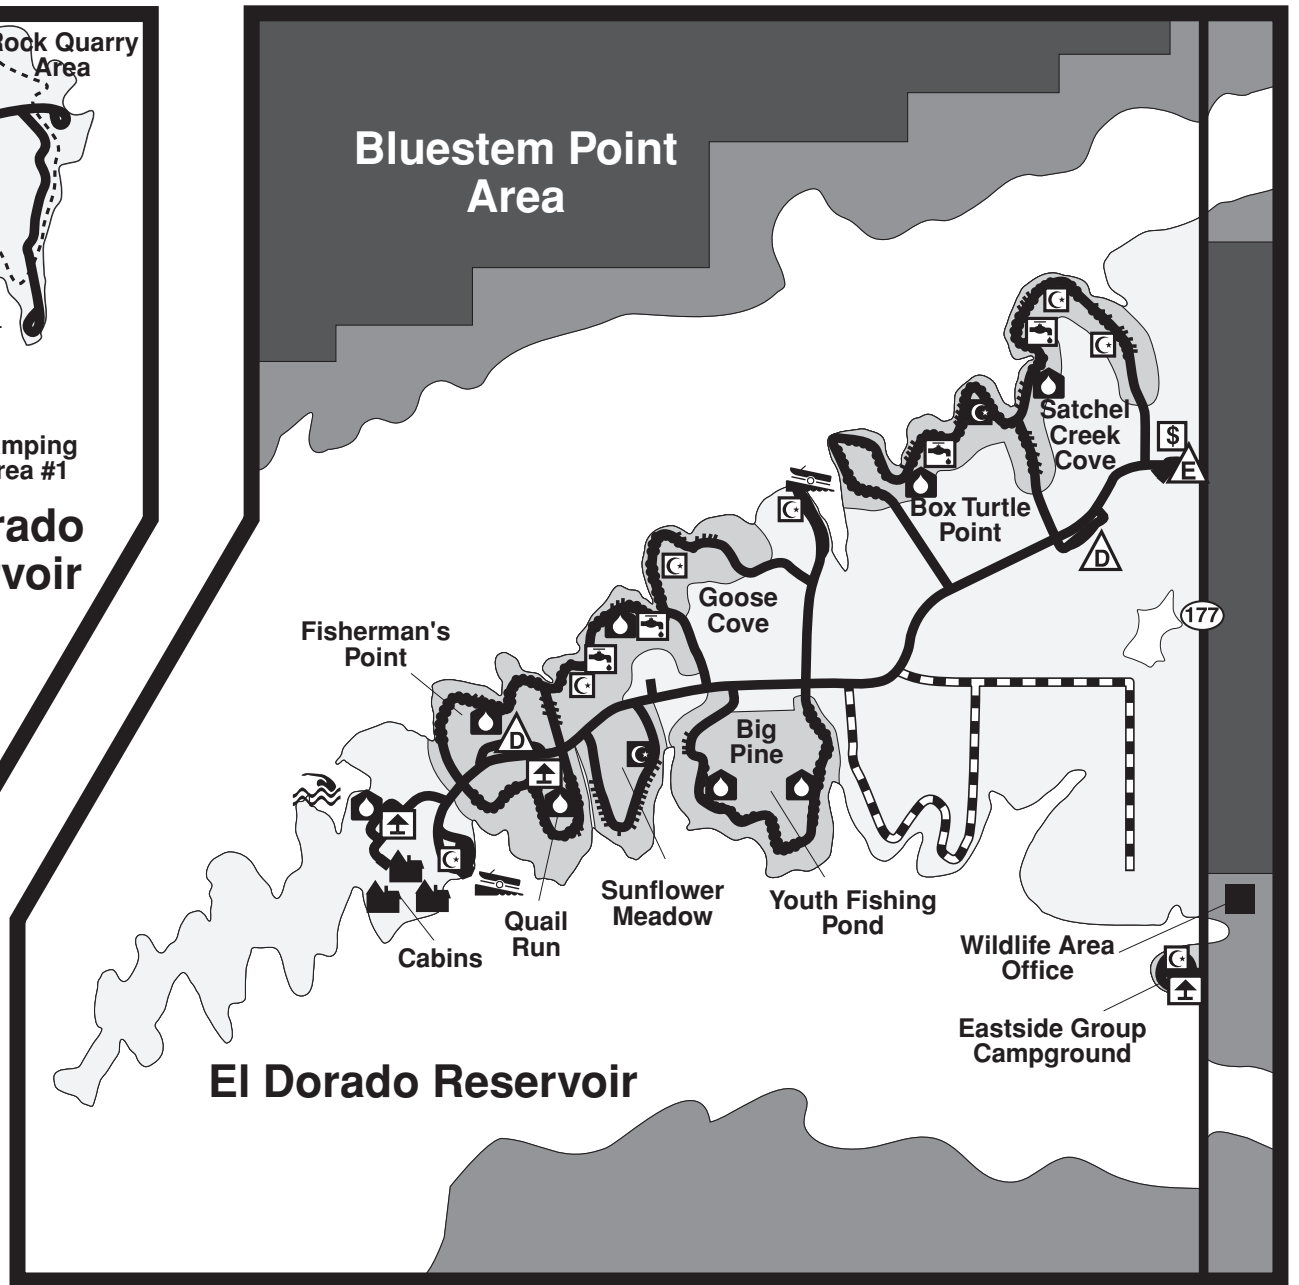 Rock Quarry
Area
amping
rea #1
rado
rvoir
Bluestem Point
Area
Satchel
Creek
Cove
$
E
Box Turtle
Point
D
177
Goose
Cove
Fisherman's
Point
D
Big
Pine
Sunflower
Meadow
Youth Fishing
Pond
Quail
Run
Cabins
Wildlife Area
Office
Eastside Group
Campground
El Dorado Reservoir